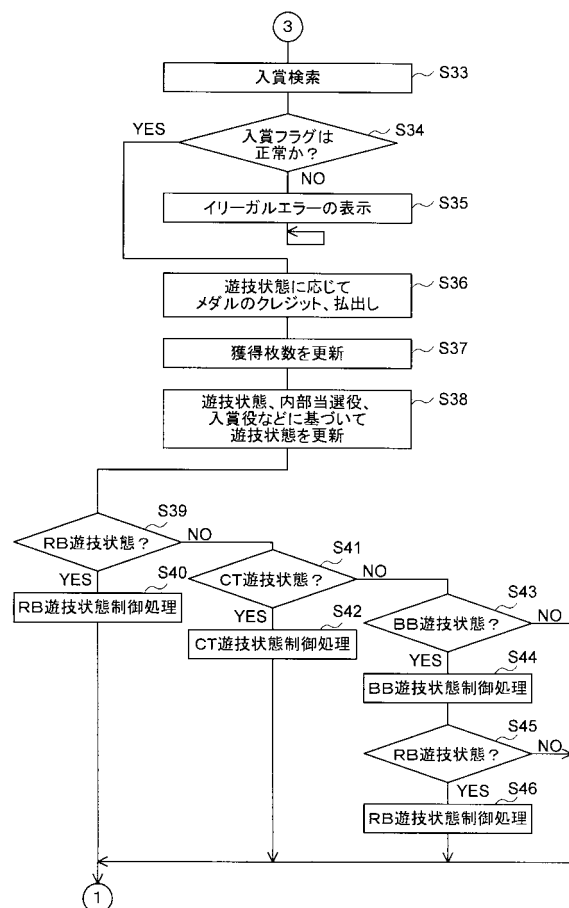 3
入賞検索
S33
入賞フラグは
正常か？
S34
YES
NO
イリーガルエラーの表示
S35
遊技状態に応じて
メダルのクレジット、払出し
S36
獲得枚数を更新
S37
遊技状態、内部当選役、
入賞役などに基づいて
遊技状態を更新
S38
RB遊技状態？
S39
NO
YES
S40
RB遊技状態制御処理
CT遊技状態？
S41
NO
YES
S42
CT遊技状態制御処理
BB遊技状態？
S43
NO
YES
S44
BB遊技状態制御処理
RB遊技状態？
S45
NO
YES
S46
RB遊技状態制御処理
1